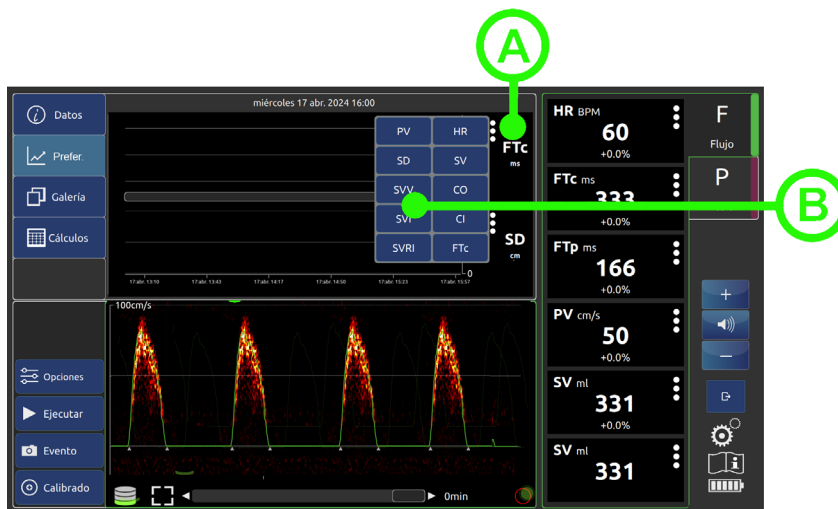 A
miércoles 17 abr. 2024 16:00
Datos
Prefer.
Galería
Cálculos
PV HR
SD SV
SVV CO
SVI CI
SVRI FTc
FTc
ms
SD
cm
0
17 abr. 13:10 17 abr. 13:43 17 abr. 14:17 17 abr. 14:50 17 abr. 15:23 17 abr. 15:57
100cm/s
Opciones
Ejecutar
Evento
Calibrado
0min
HR BPM
60
+0.0%
FTc ms
333
FTp ms
166
+0.0%
PV cm/s
50
+0.0%
SV ml
331
+0.0%
SV ml
331
F
Flujo
P
B
+
−
i